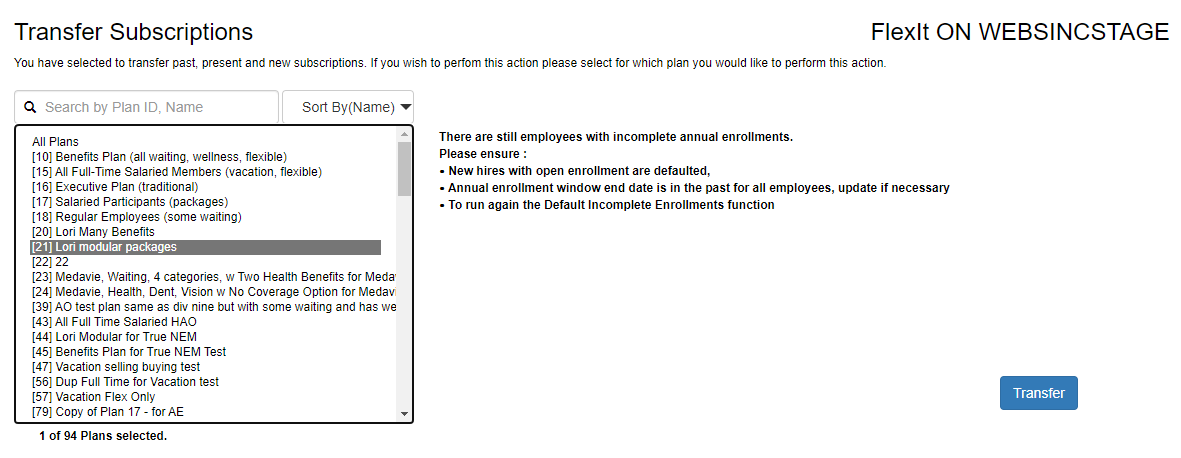 Transfer Subscriptions
FlexIt ON WEBSINCSTAGE
You have selected to transfer past, present and new subscriptions. If you wish to perfom this action please select for which plan you would like to perform this action.
Search by Plan ID, Name
Sort By(Name)
All Plans
[10] Benefits Plan (all waiting, wellness, flexible)
[15] All Full-Time Salaried Members (vacation, flexible)
[16] Executive Plan (traditional)
[17] Salaried Participants (packages)
[18] Regular Employees (some waiting)
[20] Lori Many Benefits
[21] Lori modular packages
[22] 22
[23] Medavie, Waiting, 4 categories, w Two Health Benefits for Meda
[24] Medavie, Health, Dent, Vision w No Coverage Option for Medavi
[39] AO test plan same as div nine but with some waiting and has we
[43] All Full Time Salaried HAO
[44] Lori Modular for True NEM
[45] Benefits Plan for True NEM Test
[47] Vacation selling buying test
[56] Dup Full Time for Vacation test
[57] Vacation Flex Only
[79] Copy of Plan 17 - for AE
1 of 94 Plans selected.
There are still employees with incomplete annual enrollments.
Please ensure :
• New hires with open enrollment are defaulted,
• Annual enrollment window end date is in the past for all employees, update if necessary
• To run again the Default Incomplete Enrollments function
Transfer